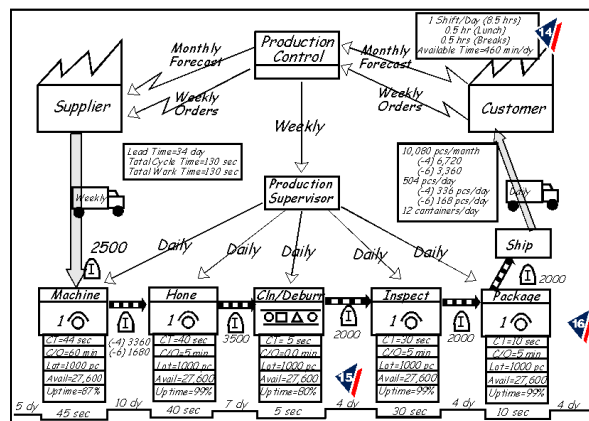 1 Shift/Day (8.5 hrs)
0.5 hr (Lunch)
0.5 hrs (Breaks)
Available Time=460 min/dy
14
Production
Control
Monthly
Forecast
Monthly
Forecast
Supplier
Customer
Weekly
Orders
Weekly
Orders
Weekly
Lead Time=34 day
Total Cycle Time=130 sec
Total Work Time=130 sec
10,080 pcs/month
(-4) 6,720
(-6) 3,360
504 pcs/day
(-4) 336 pcs/day
(-6) 168 pcs/day
12 containers/day
Weekly
Daily
Production
Supervisor
Ship
Daily
Daily
Daily
Daily
Daily
2500
I
I
2000
Machine
Hone
Cln/Deburr
Inspect
Package
1
1
1
1
I
I
I
I
16
(-4) 3360
(-6) 1680
3500
2000
2000
CT=44 sec
C/O=60 min
Lot=1000 pc
Avail=27,600
Uptime=87%
CT=40 sec
C/O=5 min
Lot=1000 pc
Avail=27,600
Uptime=99%
CT= 5 sec
C/O=0.0 min
Lot=1000 pc
Avail=27,600
Uptime=80%
15
CT=30 sec
C/O=5 min
Lot=1000 pc
Avail=27,600
Uptime=99%
CT=10 sec
C/O=5 min
Lot=1000 pc
Avail=27,600
Uptime=99%
5 dy
45 sec
10 dy
40 sec
7 dy
5 sec
4 dy
30 sec
4 dy
10 sec
4 dy